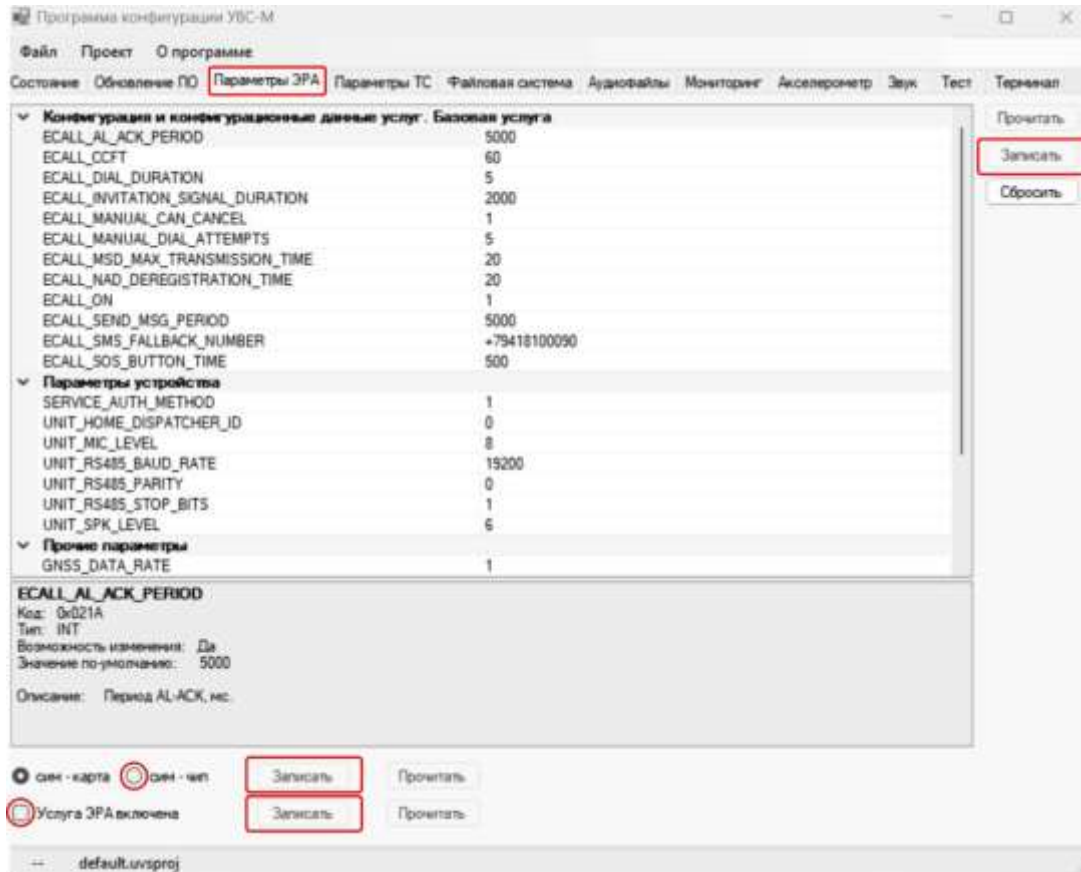 Программа конфигурации УВС-М
Файл Проект О программе
Состояние Обновление ПО Параметры ЭРА Параметры ТС Файловая система Аудиофайлы Мониторинг Акселерометр Звук Тест Терминал
Конфигурация и конфигурационные данные услуг. Базовая услуга
Прочитать
ECALL_AL_ACK_PERIOD 5000
ECALL_CCFT 60
Записать
ECALL_DIAL_DURATION 5
ECALL_INVITATION_SIGNAL_DURATION 2000
Сбросить
ECALL_MANUAL_CAN_CANCEL 1
ECALL_MANUAL_DIAL_ATTEMPTS 5
ECALL_MSD_MAX_TRANSMISSION_TIME 20
ECALL_NAD_DEREGISTRATION_TIME 20
ECALL_ON 1
ECALL_SEND_MSG_PERIOD 5000
ECALL_SMS_FALLBACK_NUMBER +79418100090
ECALL_SOS_BUTTON_TIME 500
Параметры устройства
SERVICE_AUTH_METHOD 1
UNIT_HOME_DISPATCHER_ID 0
UNIT_MIC_LEVEL 8
UNIT_RS485_BAUD_RATE 19200
UNIT_RS485_PARITY 0
UNIT_RS485_STOP_BITS 1
UNIT_SPK_LEVEL 6
Прочие параметры
GNSS_DATA_RATE 1
ECALL_AL_ACK_PERIOD
Код: 0x021A
Тип: INT
Возможность изменения: Да
Значение по-умолчанию: 5000
Описание: Период AL-ACK, мс.
сим - карта сим - чип Записать Прочитать
Услуга ЭРА включена Записать Прочитать
-- default.uvsproj